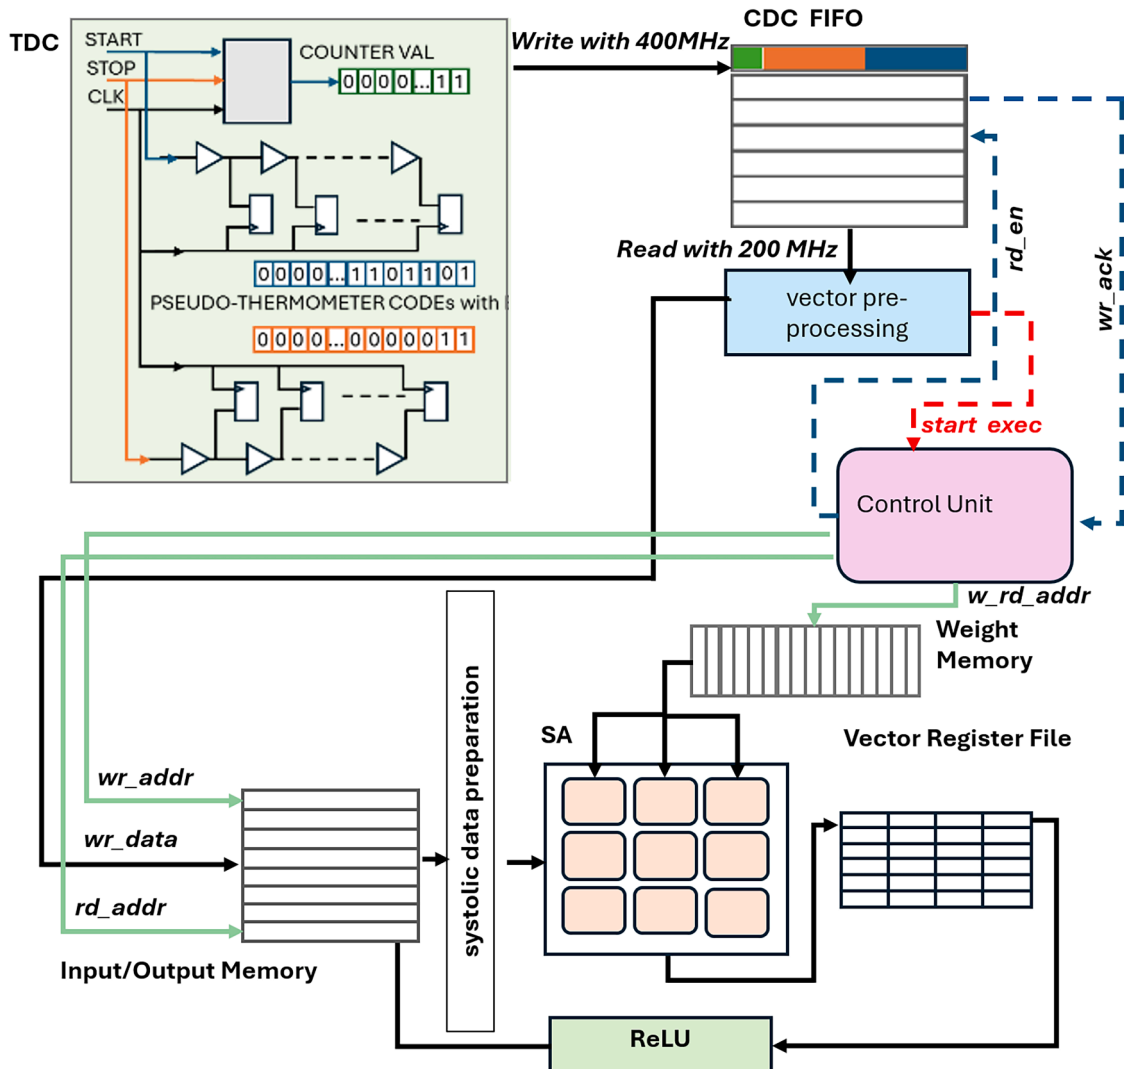 CDC FIFO
TDC
START
STOP
CLK
COUNTER VAL
0000...11
Write with 400MHz
0000...1101101
PSEUDO-THERMOMETER CODEs with
0000...0000011
Read with 200 MHz
vector pre-
processing
rd_en
wr_ack
start exec
Control Unit
w_rd_addr
Weight
Memory
SA
Vector Register File
systolic data preparation
wr_addr
wr_data
rd_addr
Input/Output Memory
ReLU